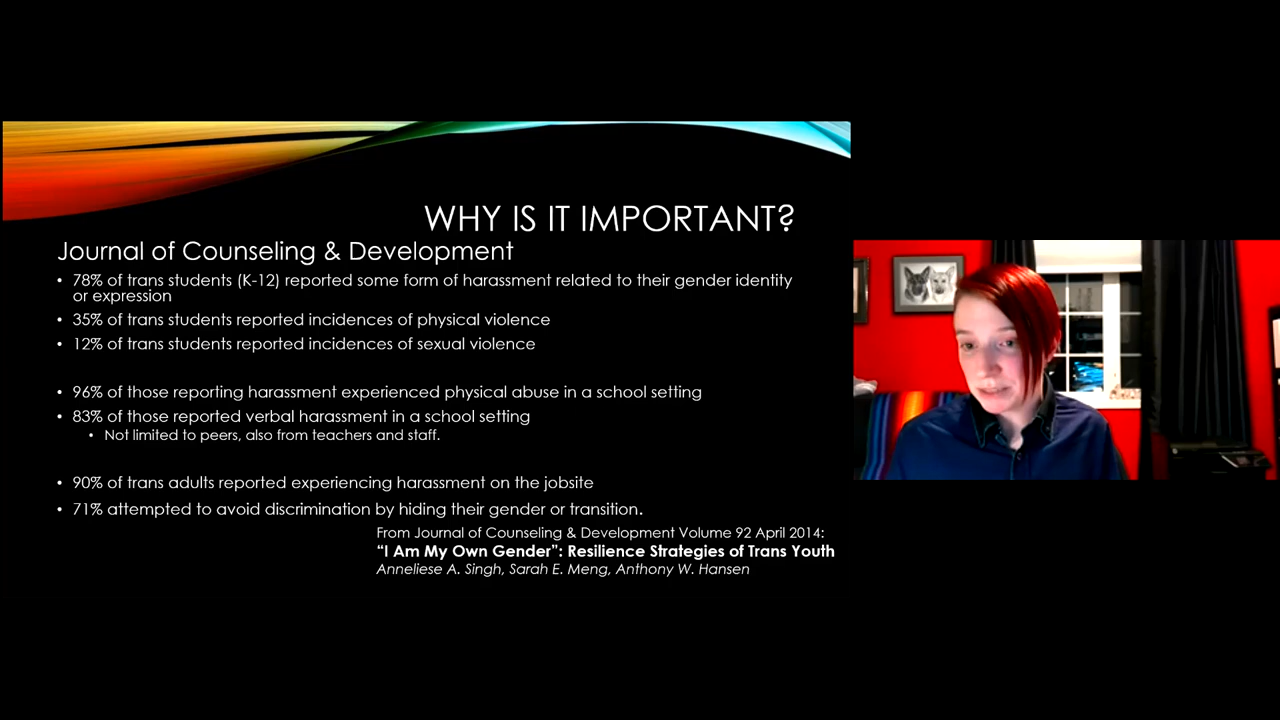 WHY IS IT IMPORTANT?
Journal of Counseling & Development
• 78% of trans students (K-12) reported some form of harassment related to their gender identity
or expression
• 35% of trans students reported incidences of physical violence
• 12% of trans students reported incidences of sexual violence
• 96% of those reporting harassment experienced physical abuse in a school setting
• 83% of those reported verbal harassment in a school setting
• Not limited to peers, also from teachers and staff.
• 90% of trans adults reported experiencing harassment on the jobsite
• 71% attempted to avoid discrimination by hiding their gender or transition.
From Journal of Counseling & Development Volume 92 April 2014:
“I Am My Own Gender”: Resilience Strategies of Trans Youth
Anneliese A. Singh, Sarah E. Meng, Anthony W. Hansen